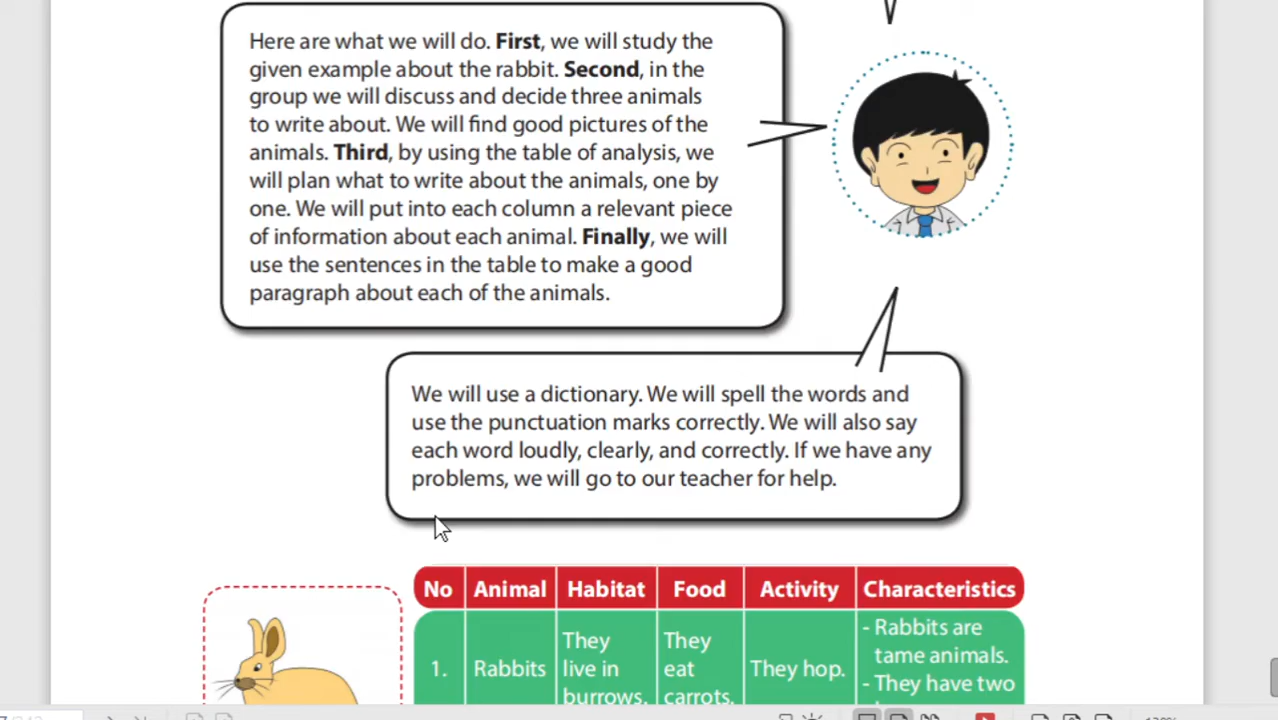 Here are what we will do. First, we will study the
given example about the rabbit. Second, in the
group we will discuss and decide three animals
to write about. We will find good pictures of the
animals. Third, by using the table of analysis, we
will plan what to write about the animals, one by
one. We will put into each column a relevant piece
of information about each animal. Finally, we will
use the sentences in the table to make a good
paragraph about each of the animals.
We will use a dictionary. We will spell the words and
use the punctuation marks correctly. We will also say
each word loudly, clearly, and correctly. If we have any
problems, we will go to our teacher for help.
No Animal Habitat Food Activity Characteristics
1. Rabbits
They
live in
burrows.
They
eat
carrots.
They hop.
- Rabbits are
tame animals.
- They have two